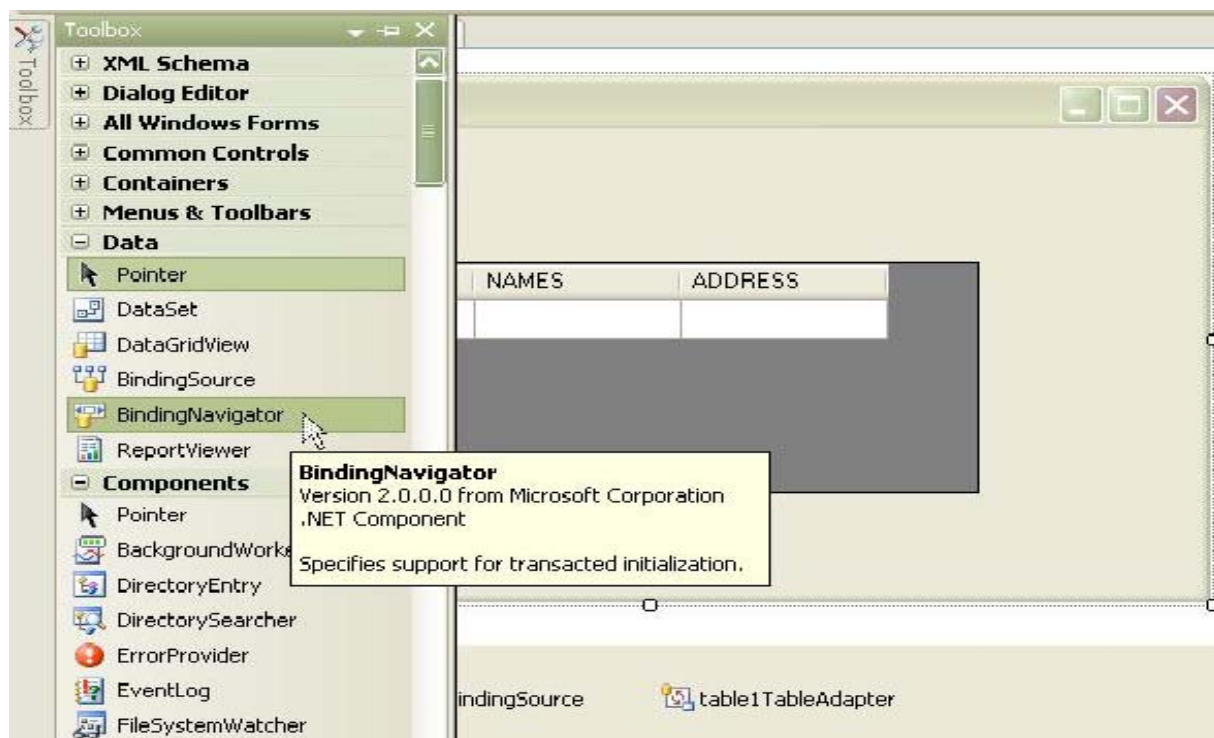 Toolbox
Toolbox
XML Schema
Dialog Editor
All Windows Forms
Common Controls
Containers
Menus & Toolbars
Data
Pointer
DataSet
DataGridView
BindingSource
BindingNavigator
ReportViewer
Components
Pointer
BackgroundWorke
DirectoryEntry
DirectorySearcher
ErrorProvider
EventLog
FileSystemWatcher
BindingNavigator
Version 2.0.0.0 from Microsoft Corporation
.NET Component
Specifies support for transacted initialization.
NAMES ADDRESS
indingSource table1TableAdapter